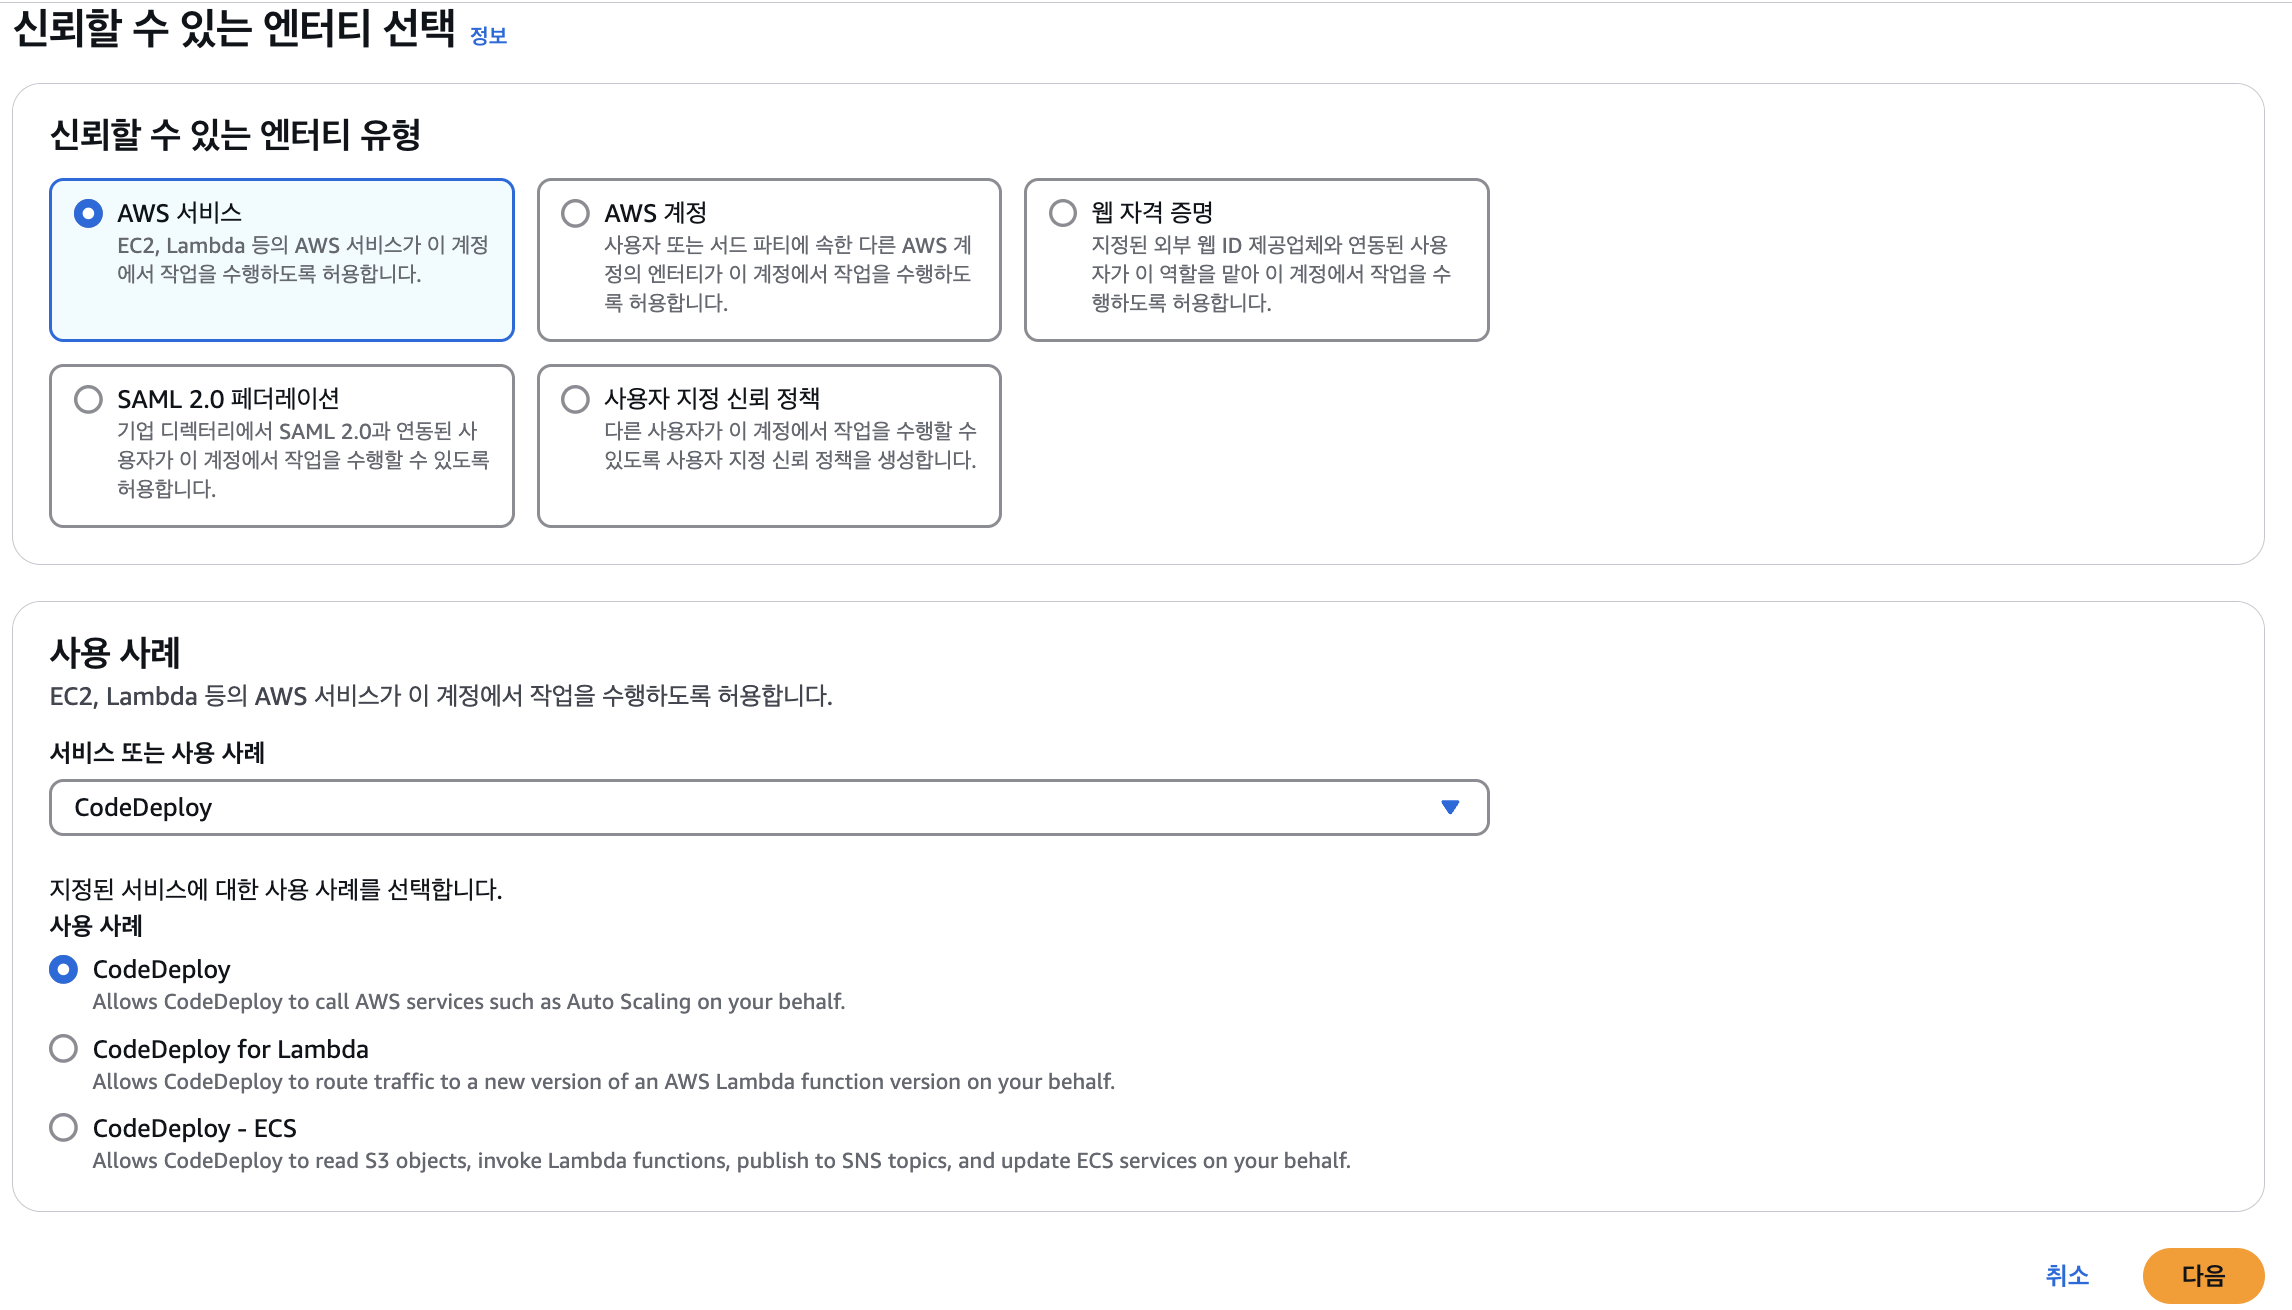 신뢰할 수 있는 엔터티 선택 정보
신뢰할 수 있는 엔터티 유형
AWS 서비스
EC2, Lambda 등의 AWS 서비스가 이 계정
에서 작업을 수행하도록 허용합니다.
AWS 계정
사용자 또는 서드 파티에 속한 다른 AWS 계
정의 엔터티가 이 계정에서 작업을 수행하도
록 허용합니다.
웹 자격 증명
지정된 외부 웹 ID 제공업체와 연동된 사용
자가 이 역할을 맡아 이 계정에서 작업을 수
행하도록 허용합니다.
SAML 2.0 페더레이션
기업 디렉터리에서 SAML 2.0과 연동된 사
용자가 이 계정에서 작업을 수행할 수 있도록
허용합니다.
사용자 지정 신뢰 정책
다른 사용자가 이 계정에서 작업을 수행할 수
있도록 사용자 지정 신뢰 정책을 생성합니다.
사용 사례
EC2, Lambda 등의 AWS 서비스가 이 계정에서 작업을 수행하도록 허용합니다.
서비스 또는 사용 사례
CodeDeploy
지정된 서비스에 대한 사용 사례를 선택합니다.
사용 사례
CodeDeploy
Allows CodeDeploy to call AWS services such as Auto Scaling on your behalf.
CodeDeploy for Lambda
Allows CodeDeploy to route traffic to a new version of an AWS Lambda function version on your behalf.
CodeDeploy - ECS
Allows CodeDeploy to read S3 objects, invoke Lambda functions, publish to SNS topics, and update ECS services on your behalf.
취소
다음